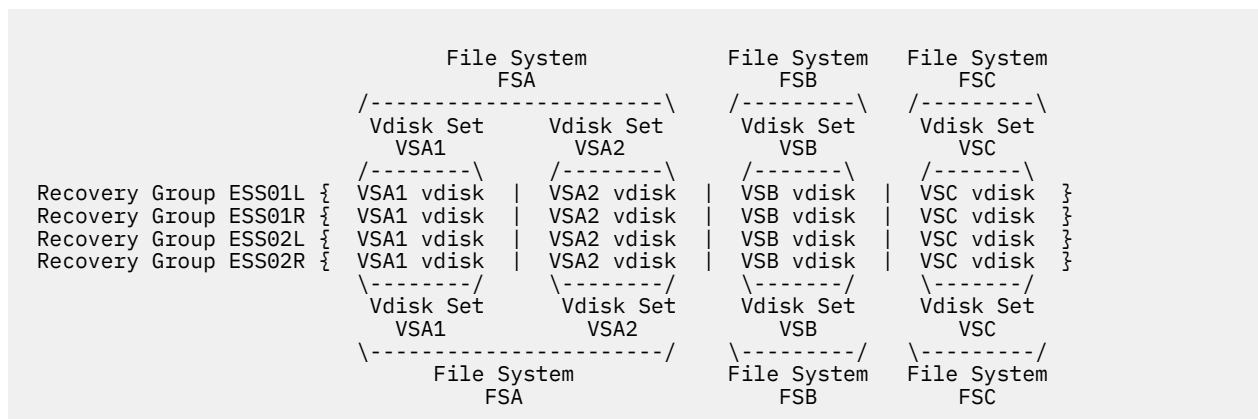 File System              File System   File System
                                          FSA                      FSB           FSC
                             /-----------------------\     /---------\   /---------\
                              Vdisk Set     Vdisk Set      Vdisk Set     Vdisk Set
                                VSA1          VSA2            VSB           VSC
                             /--------\     /--------\      /-------\     /-------\
Recovery Group ESS01L {  VSA1 vdisk  |  VSA2 vdisk  |  VSB vdisk  |  VSC vdisk  }
Recovery Group ESS01R {  VSA1 vdisk  |  VSA2 vdisk  |  VSB vdisk  |  VSC vdisk  }
Recovery Group ESS02L {  VSA1 vdisk  |  VSA2 vdisk  |  VSB vdisk  |  VSC vdisk  }
Recovery Group ESS02R {  VSA1 vdisk  |  VSA2 vdisk  |  VSB vdisk  |  VSC vdisk  }
                             \--------/     \--------/      \-------/     \-------/
                              Vdisk Set      Vdisk Set      Vdisk Set     Vdisk Set
                                VSA1           VSA2           VSB           VSC
                             \-----------------------/     \---------/   \---------/
                                   File System             File System   File System
                                       FSA                     FSB           FSC